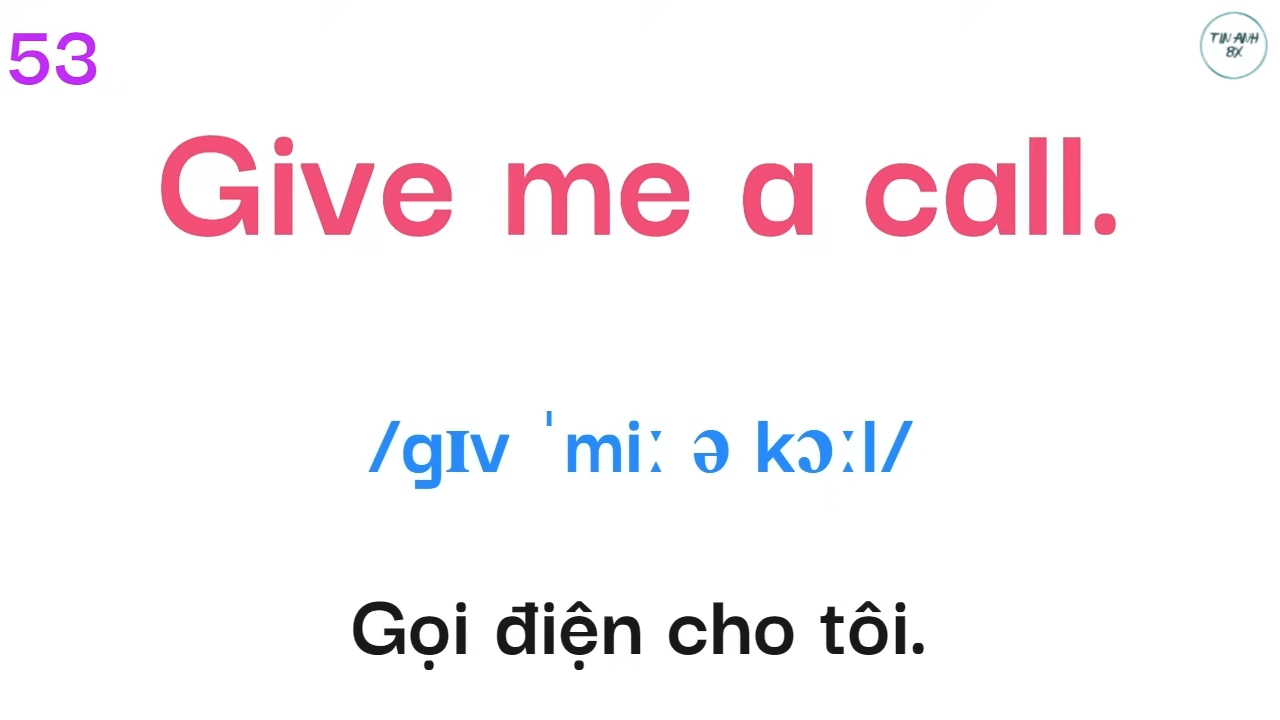 53
TIN ANH
8X
Give me a call.
/gɪv ˈmiː ə kɔːl/
Gọi điện cho tôi.